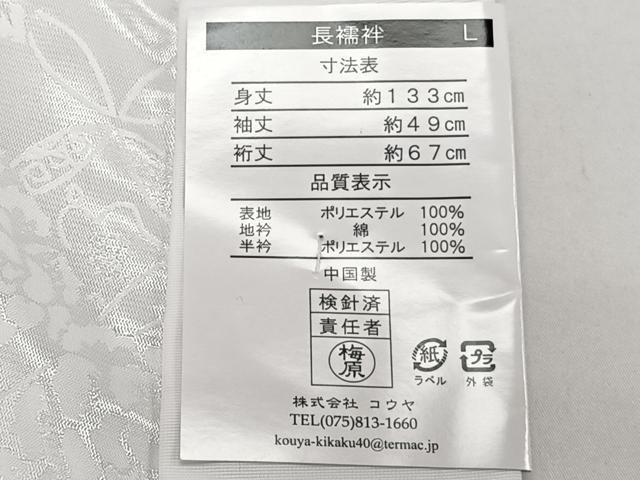 長襦袢 L
寸法表
身丈 約133cm
袖丈 約49cm
裄丈 約67cm
品質表示
表地 ポリエステル 100%
地衿 綿 100%
半衿 ポリエステル 100%
中国製
検針済
責任者
梅原
紙 プラ
ラベル 外袋
株式会社 コウヤ
TEL(075)813-1660
kouya-kikaku40@termac.jp